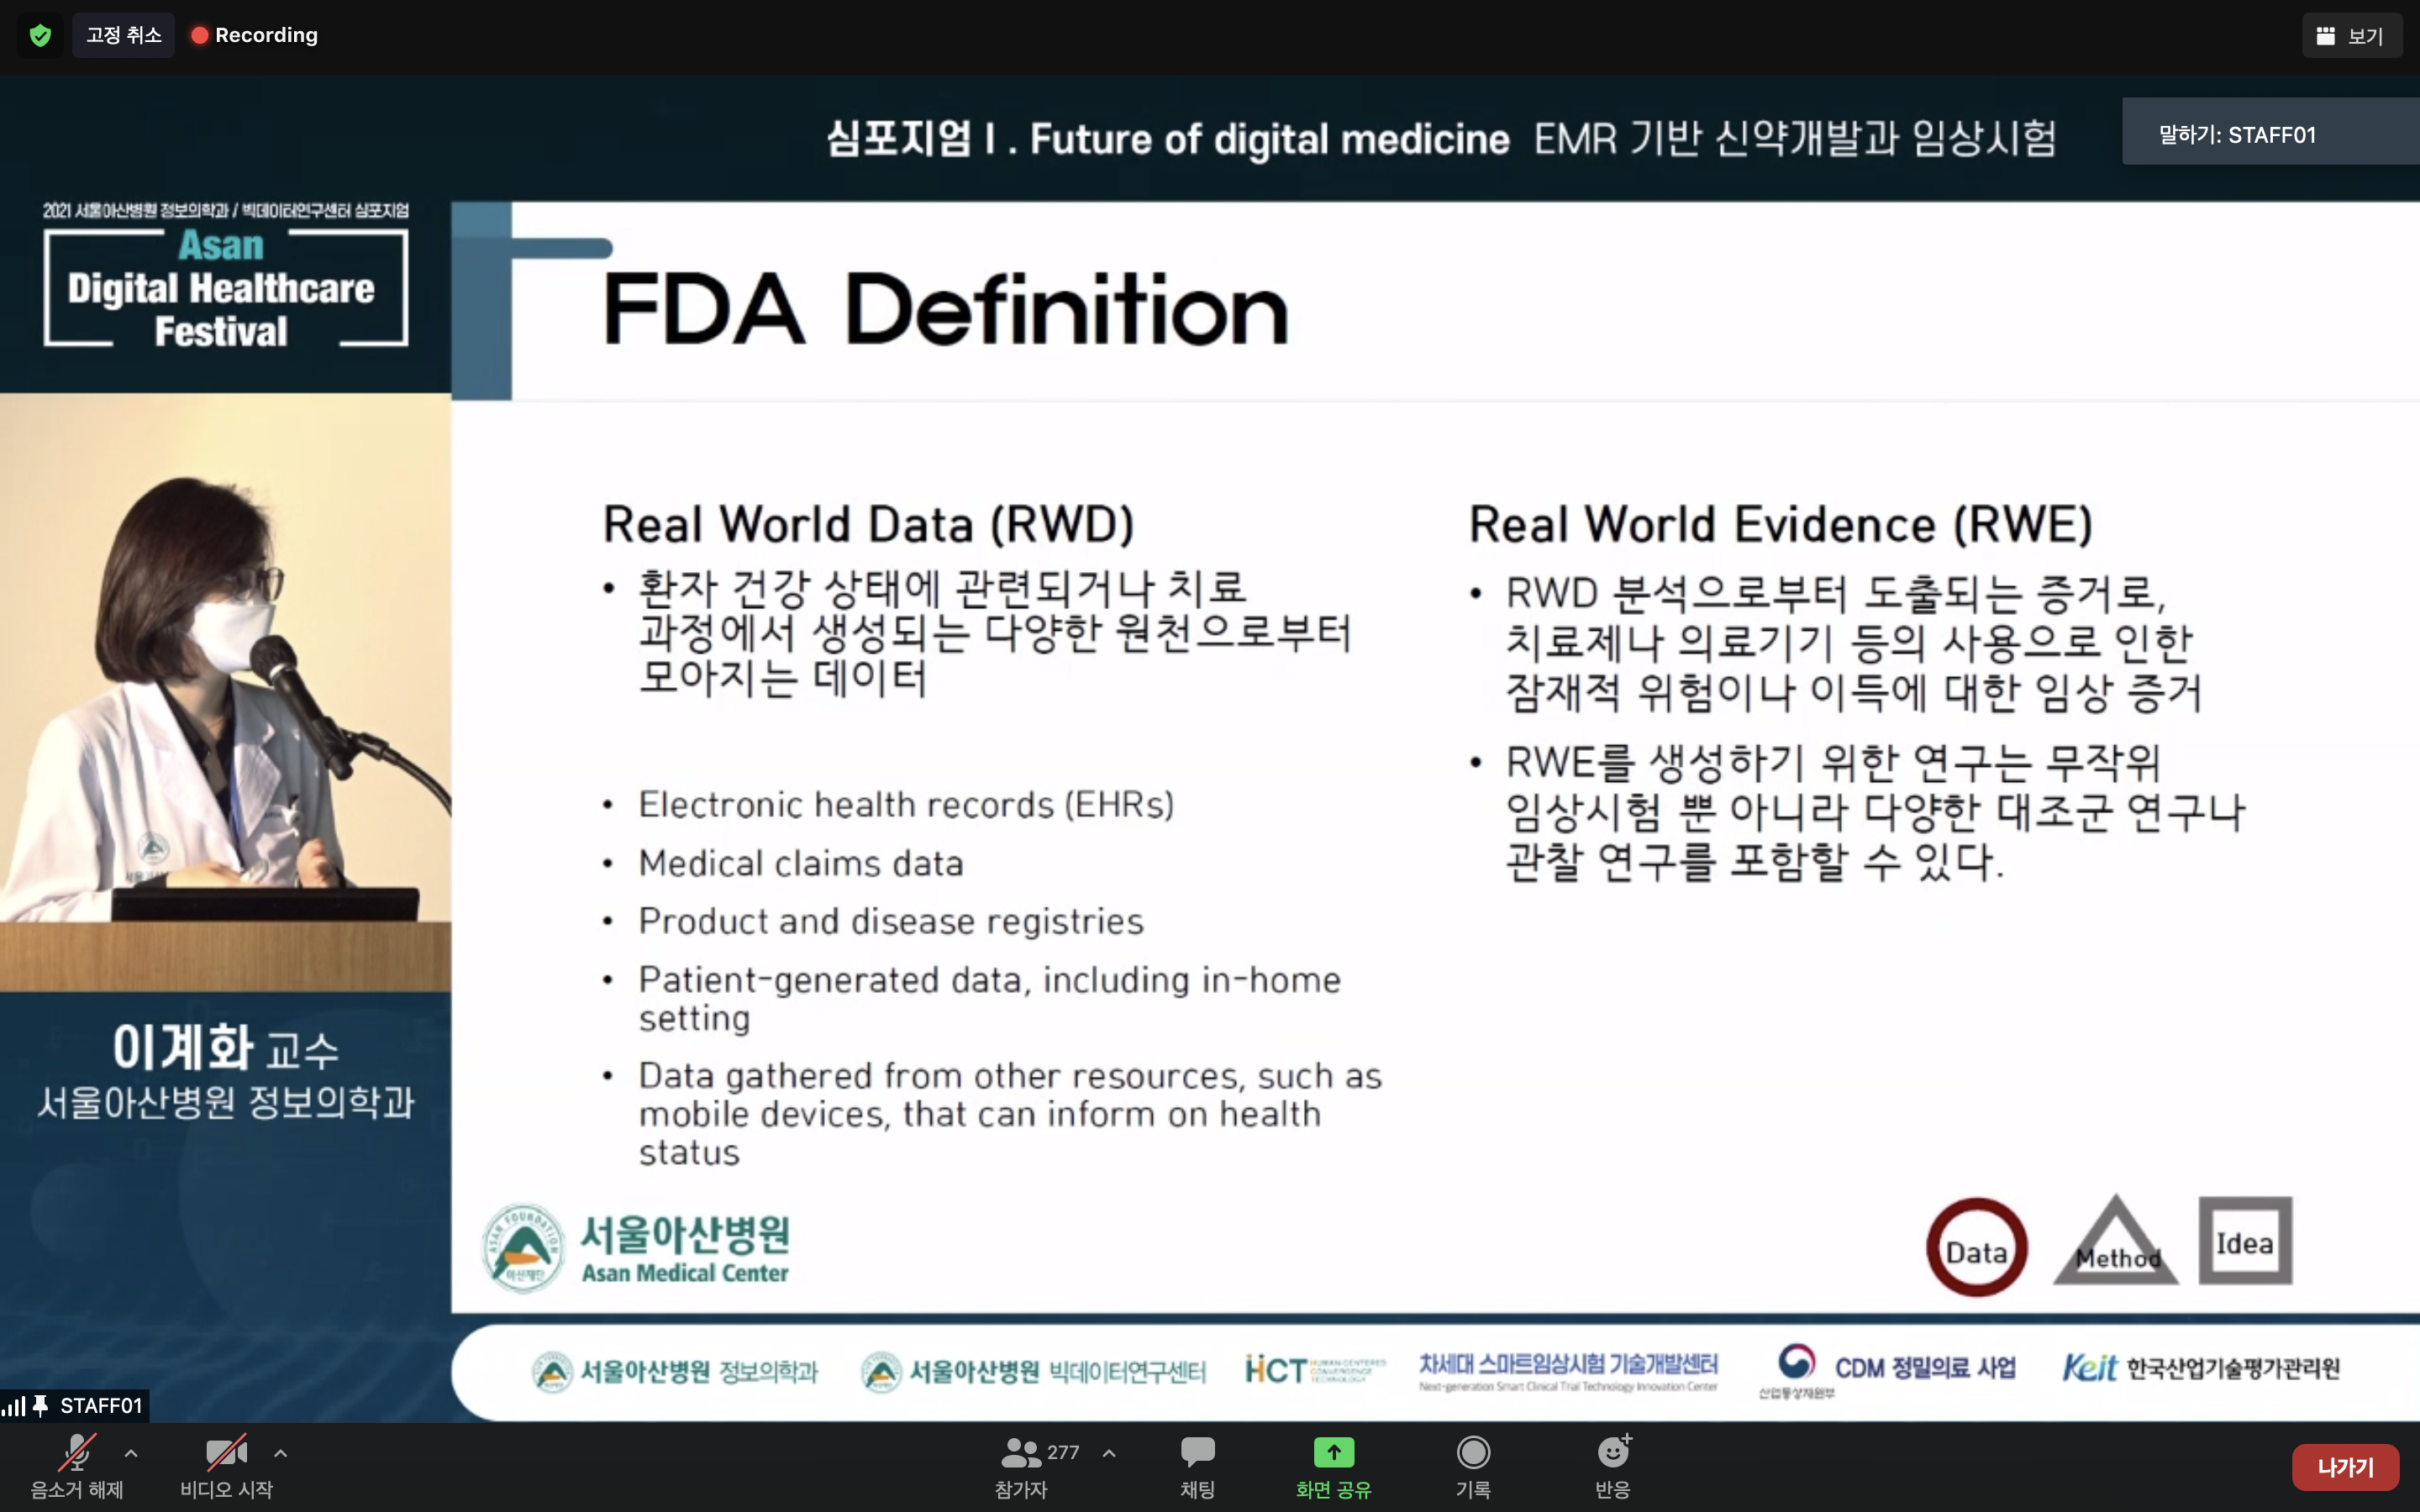 고정 취소
Recording
보기
심포지엄 I . Future of digital medicine EMR 기반 신약개발과 임상시험
말하기: STAFF01
2021 서울아산병원 정보의학과 / 빅데이터연구센터 심포지엄
Asan
Digital Healthcare
Festival
FDA Definition
Real World Data (RWD)
• 환자 건강 상태에 관련되거나 치료
과정에서 생성되는 다양한 원천으로부터
모아지는 데이터
• Electronic health records (EHRs)
• Medical claims data
• Product and disease registries
• Patient-generated data, including in-home
setting
• Data gathered from other resources, such as
mobile devices, that can inform on health
status
Real World Evidence (RWE)
• RWD 분석으로부터 도출되는 증거로,
치료제나 의료기기 등의 사용으로 인한
잠재적 위험이나 이득에 대한 임상 증거
• RWE를 생성하기 위한 연구는 무작위
임상시험 뿐 아니라 다양한 대조군 연구나
관찰 연구를 포함할 수 있다.
이계화 교수
서울아산병원 정보의학과
ASAN FOUNDATION
아산재단
서울아산병원
Asan Medical Center
Data
Method
Idea
서울아산병원 정보의학과
서울아산병원 빅데이터연구센터
HCT HUMAN-CENTERED
CONVERGENCE
TECHNOLOGY
차세대 스마트임상시험 기술개발센터
Next-generation Smart Clinical Trial Technology Innovation Center
산업통상자원부
CDM 정밀의료 사업
Keit 한국산업기술평가관리원
STAFF01
음소거 해제
비디오 시작
277
참가자
채팅
화면 공유
기록
반응
나가기